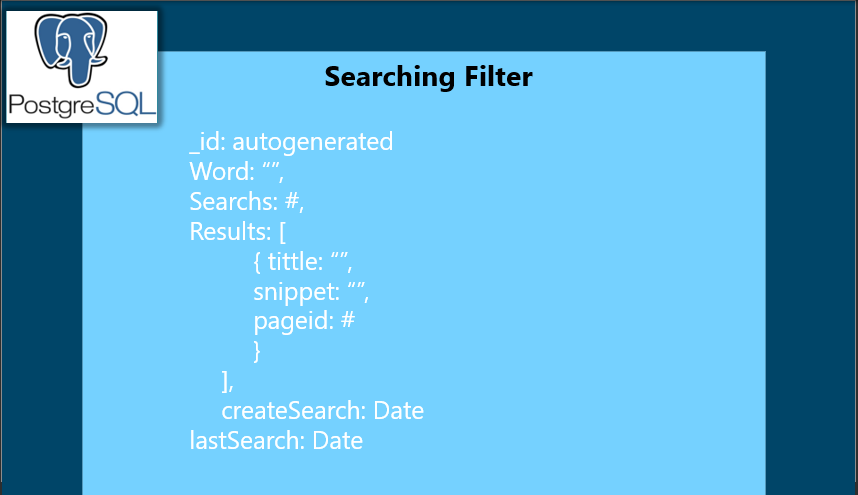 PostgreSQL
Searching Filter
_id: autogenerated
Word: “”,
Searchs: #,
Results: [
{ tittle: “”,
snippet: “”,
pageid: #
}
],
createSearch: Date
lastSearch: Date